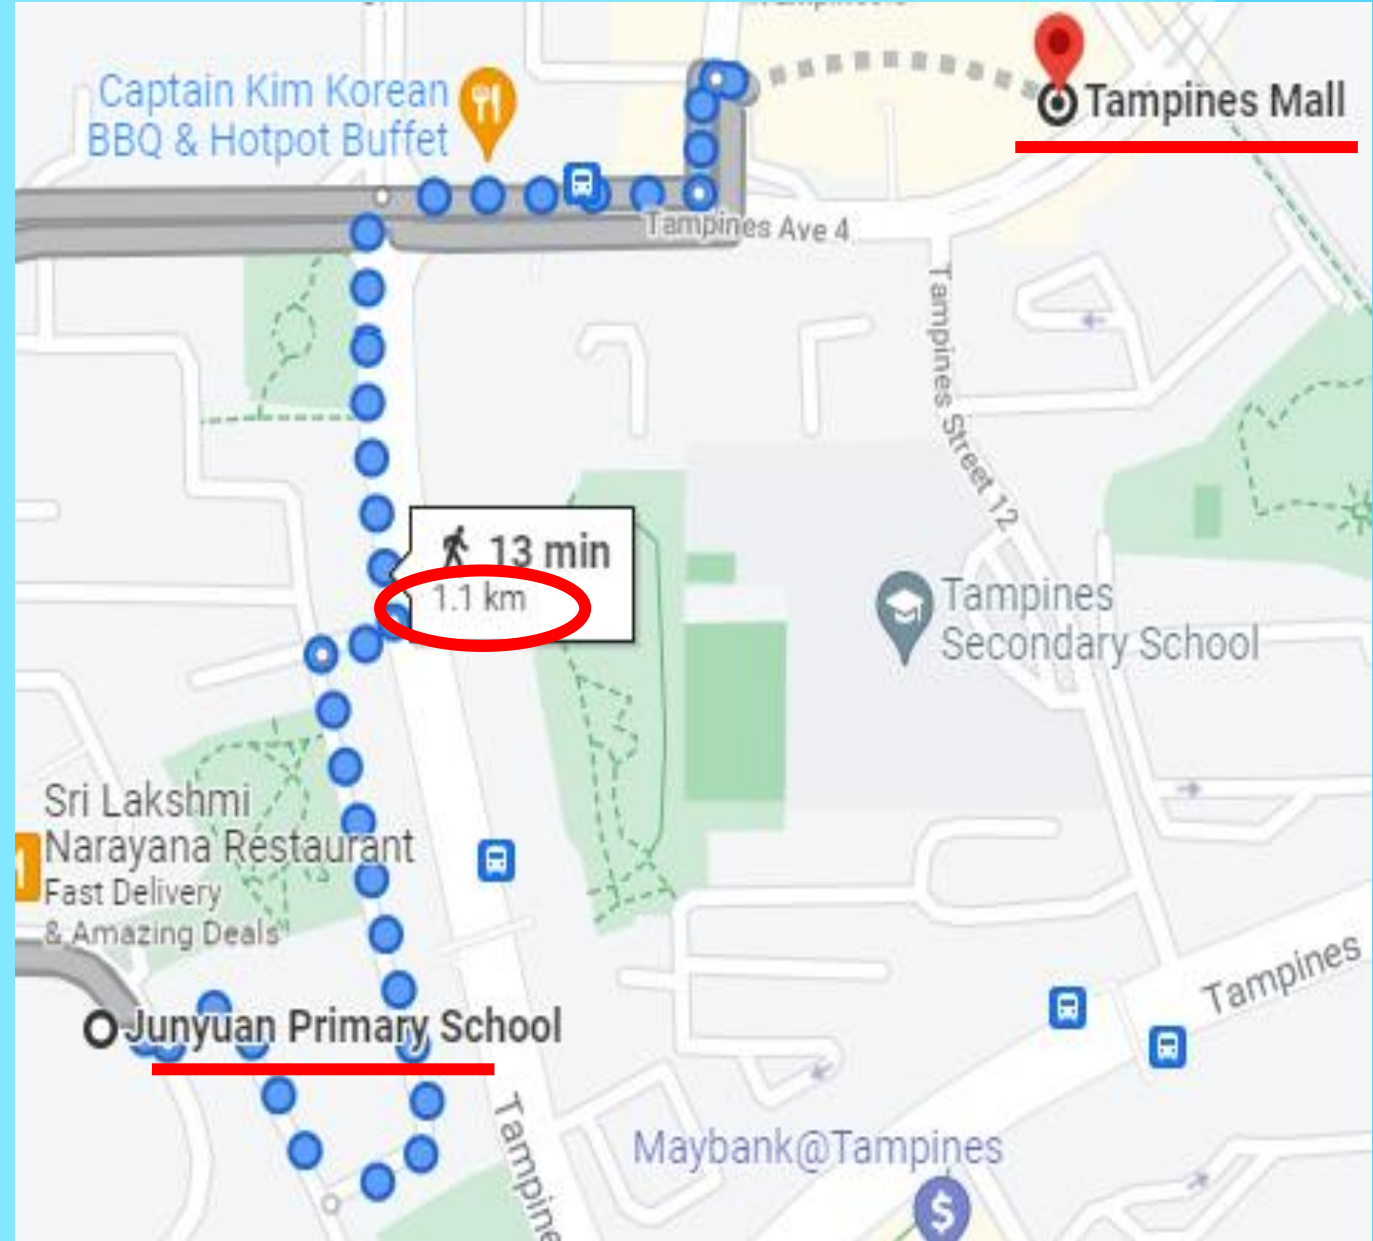 Captain Kim Korean
BBQ & Hotpot Buffet
Tampines Mall
Tampines Ave 4
Tampines Street 12
13 min
1.1 km
Tampines
Secondary School
Sri Lakshmi
Narayana Restaurant
Fast Delivery
& Amazing Deals
Tampines
Junyuan Primary School
Tampine
Maybank@Tampines
$